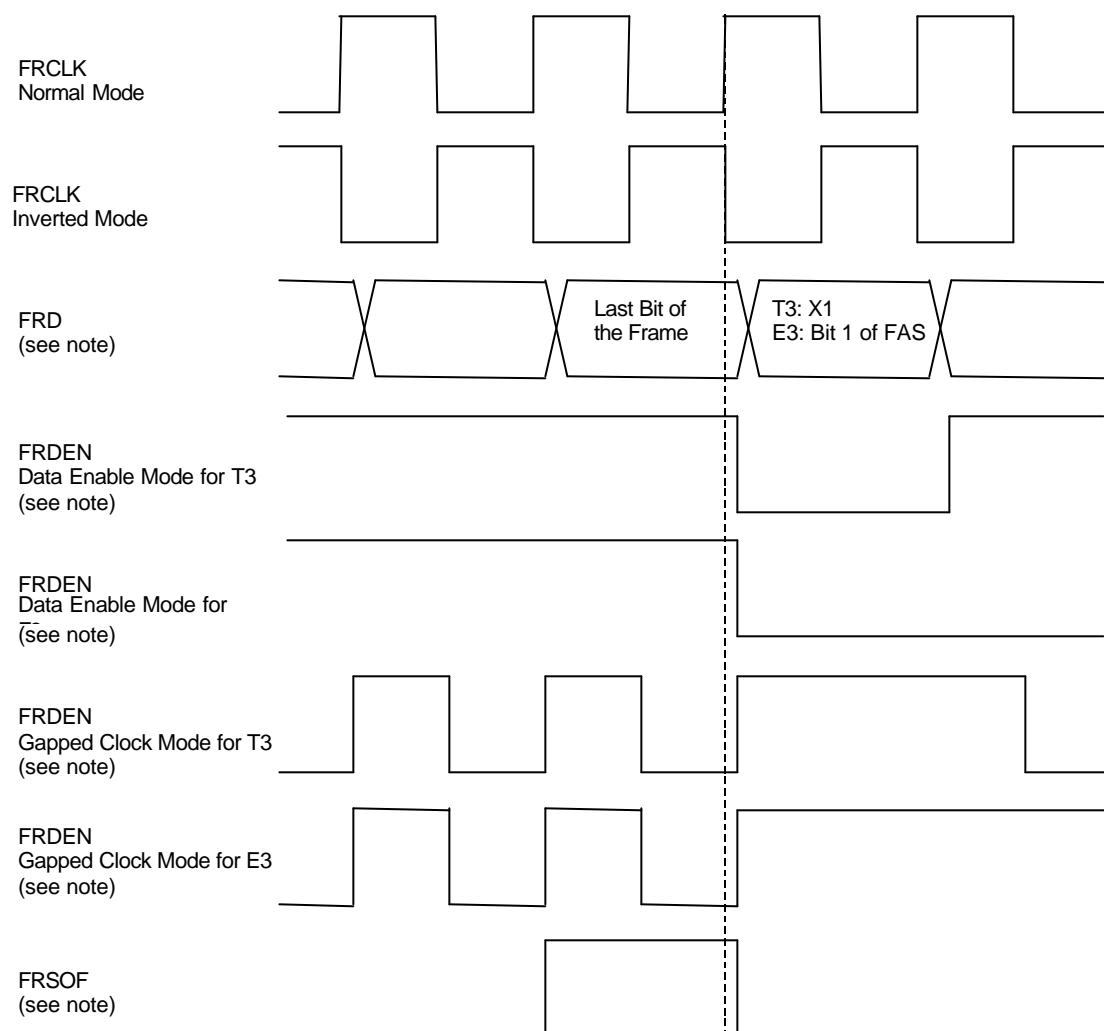 FRCLK
Normal Mode
FRCLK
Inverted Mode
FRD
(see note)
Last Bit of
the Frame
T3: X1
E3: Bit 1 of FAS
FRDEN
Data Enable Mode for T3
(see note)
FRDEN
Data Enable Mode for
(see note)
FRDEN
Gapped Clock Mode for T3
(see note)
FRDEN
Gapped Clock Mode for E3
(see note)
FRSOF
(see note)